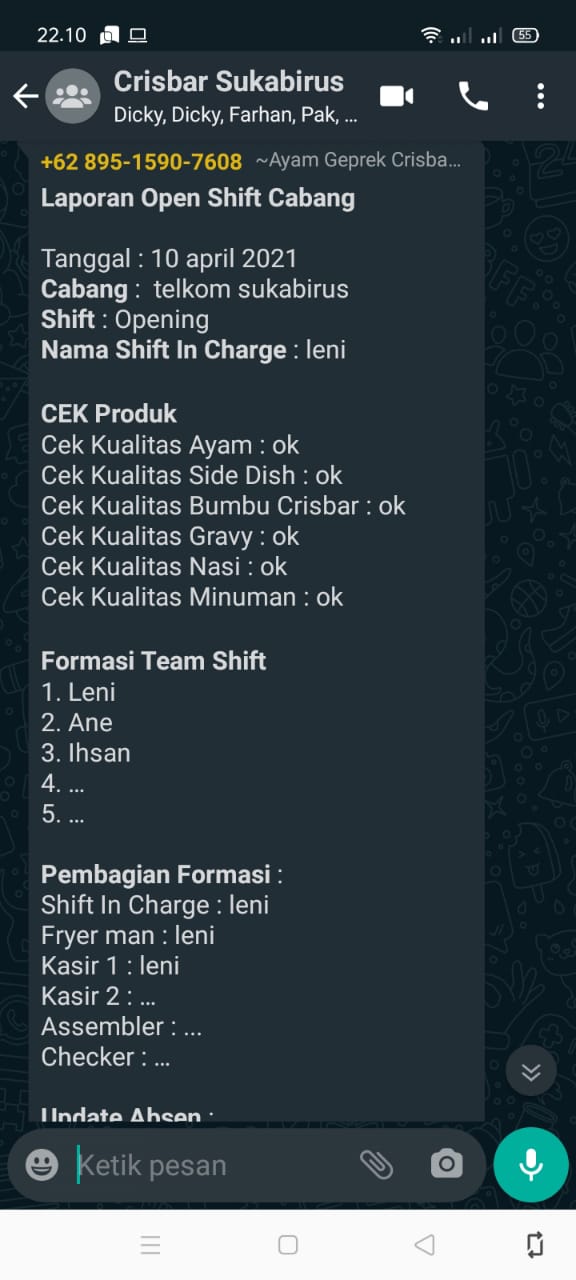 22.10
55
Crisbar Sukabirus
Dicky, Dicky, Farhan, Pak, ...
+62 895-1590-7608 ~Ayam Geprek Crisba...
Laporan Open Shift Cabang
Tanggal : 10 april 2021
Cabang :  telkom sukabirus
Shift : Opening
Nama Shift In Charge : leni
CEK Produk
Cek Kualitas Ayam : ok
Cek Kualitas Side Dish : ok
Cek Kualitas Bumbu Crisbar : ok
Cek Kualitas Gravy : ok
Cek Kualitas Nasi : ok
Cek Kualitas Minuman : ok
Formasi Team Shift
1. Leni
2. Ane
3. Ihsan
4. ...
5. ...
Pembagian Formasi :
Shift In Charge : leni
Fryer man : leni
Kasir 1 : leni
Kasir 2 : ...
Assembler : ...
Checker : ...
Update Absen :
Ketik pesan